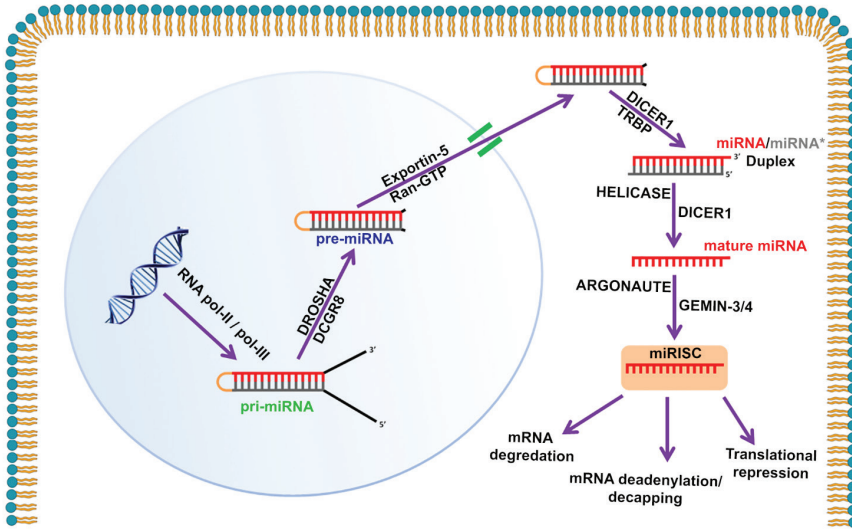 RNA pol-II / pol-III
3'
5'
pri-miRNA
DROSHA
DCGR8
pre-miRNA
Exportin-5
Ran-GTP
DICER1
TRBP
miRNA/miRNA*
3'
Duplex
5'
HELICASE
DICER1
mature miRNA
ARGONAUTE
GEMIN-3/4
miRISC
mRNA
degredation
mRNA deadenylation/
decapping
Translational
repression